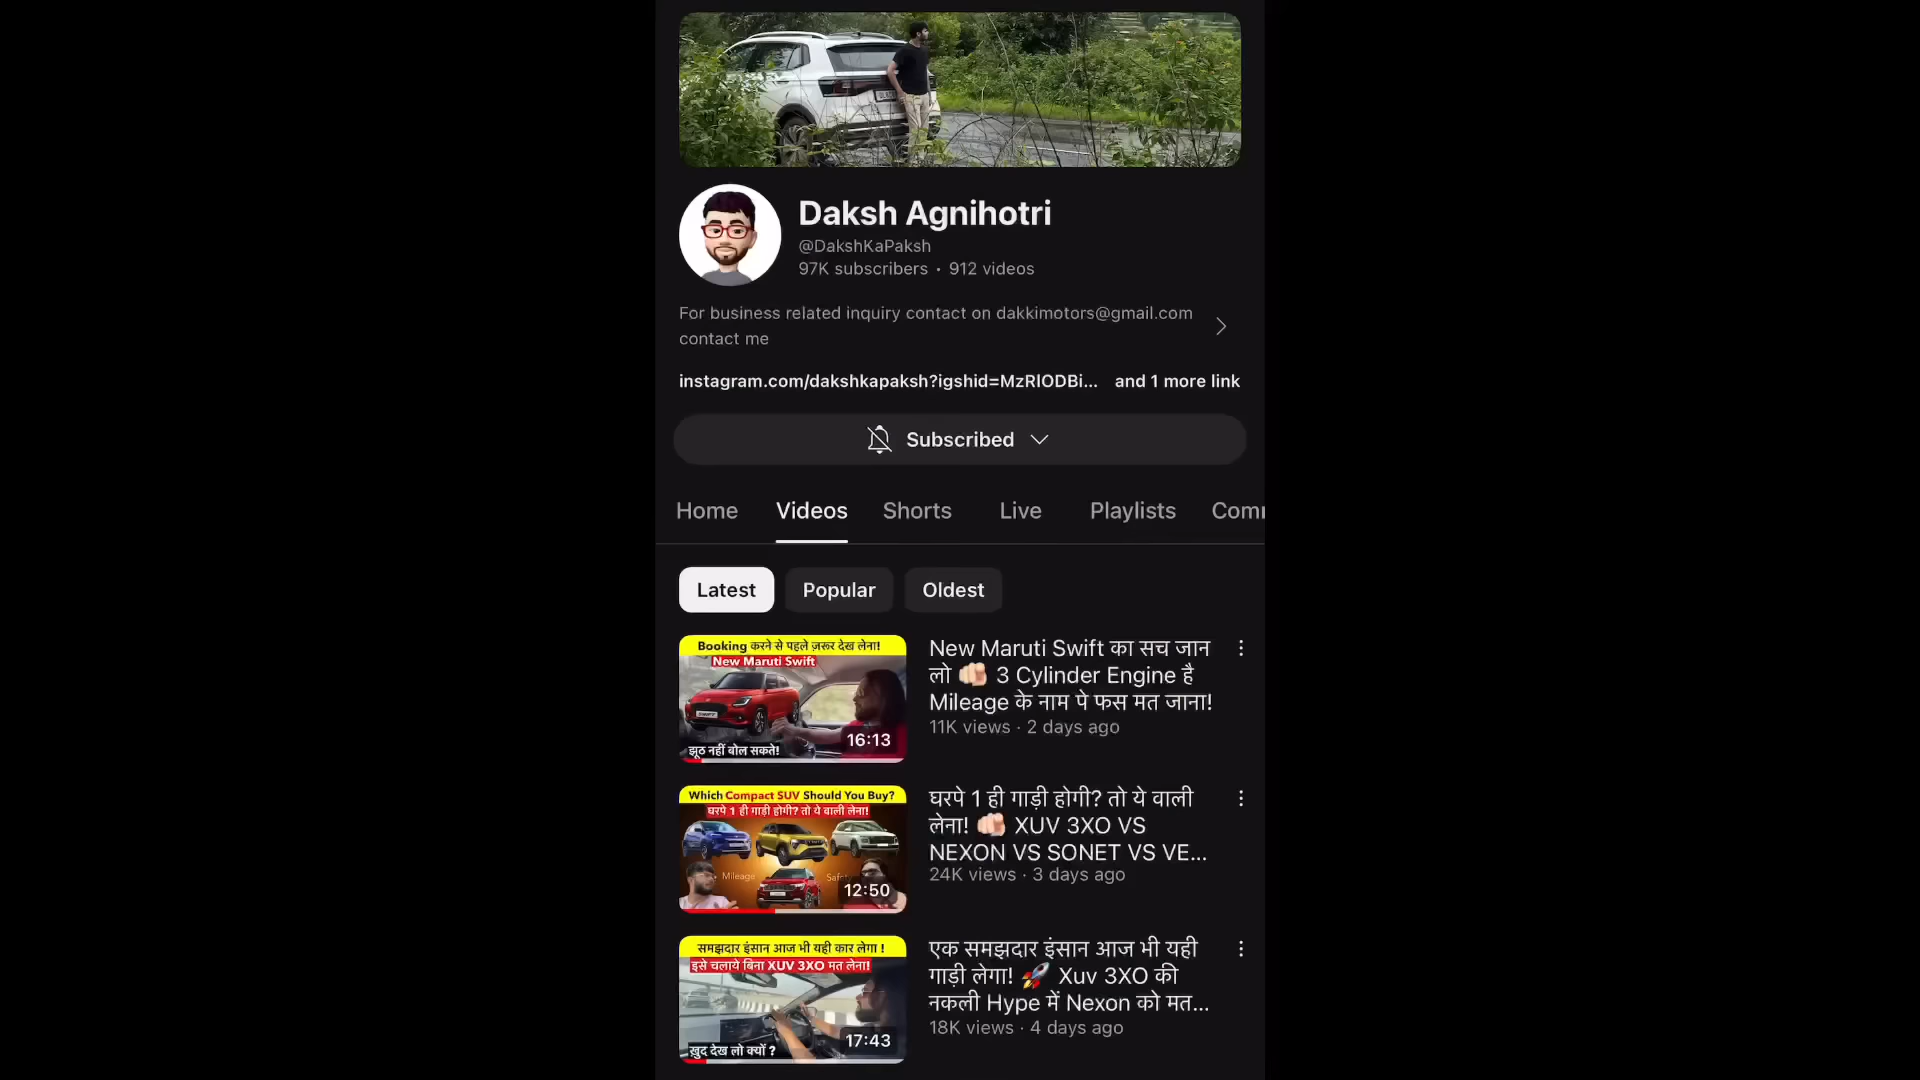 Daksh Agnihotri
@DakshKaPaksh
97K subscribers • 912 videos
For business related inquiry contact on dakkimotors@gmail.com
contact me
instagram.com/dakshkapaksh?igshid=MzRlODBi... and 1 more link
Subscribed
Home Videos Shorts Live Playlists Comm
Latest Popular Oldest
Booking करने से पहले ज़रूर देख लेना!
New Maruti Swift
झूठ नहीं बोल सकते!
16:13
New Maruti Swift का सच जान
लो 🫵🏻 3 Cylinder Engine है
Mileage के नाम पे फस मत जाना!
11K views · 2 days ago
Which Compact SUV Should You Buy?
घरपे 1 ही गाड़ी होगी? तो ये वाली लेना!
Mileage
12:50
घरपे 1 ही गाड़ी होगी? तो ये वाली
लेना! 🫵🏻 XUV 3XO VS
NEXON VS SONET VS VE...
24K views · 3 days ago
समझदार इंसान आज भी यही कार लेगा !
इसे चलाये बिना XUV 3XO मत लेना!
ख़ुद देख लो क्यों ?
17:43
एक समझदार इंसान आज भी यही
गाड़ी लेगा! 🚀 Xuv 3XO की
नकली Hype में Nexon को मत...
18K views · 4 days ago